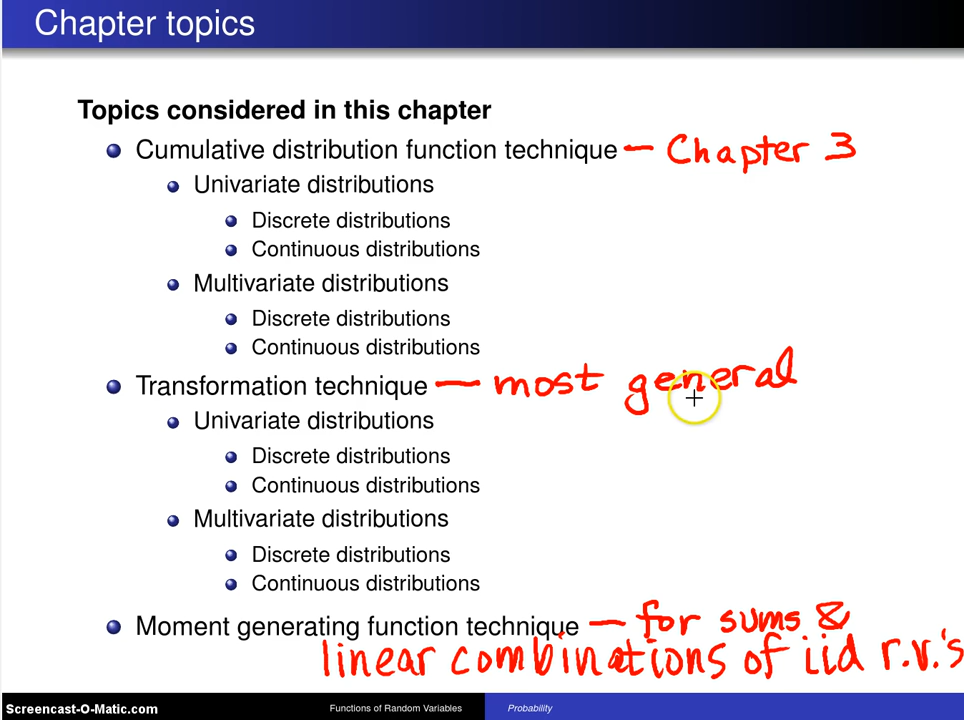 Chapter topics
Topics considered in this chapter
Cumulative distribution function technique — Chapter 3
Univariate distributions
Discrete distributions
Continuous distributions
Multivariate distributions
Discrete distributions
Continuous distributions
Transformation technique — most general
Univariate distributions
Discrete distributions
Continuous distributions
Multivariate distributions
Discrete distributions
Continuous distributions
Moment generating function technique — for sums &
linear combinations of iid r.v.'s
Screencast-O-Matic.com Functions of Random Variables Probability